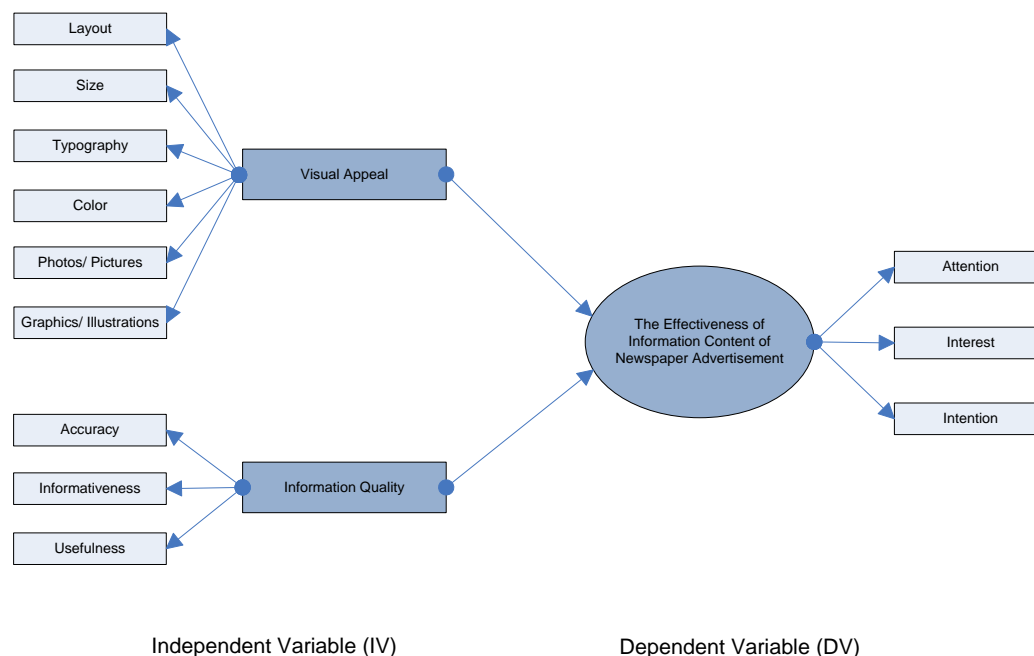 Layout
Size
Typography
Color
Photos/ Pictures
Graphics/ Illustrations
Visual Appeal
Accuracy
Informativeness
Usefulness
Information Quality
The Effectiveness of
Information Content of
Newspaper Advertisement
Attention
Interest
Intention
Independent Variable (IV)
Dependent Variable (DV)